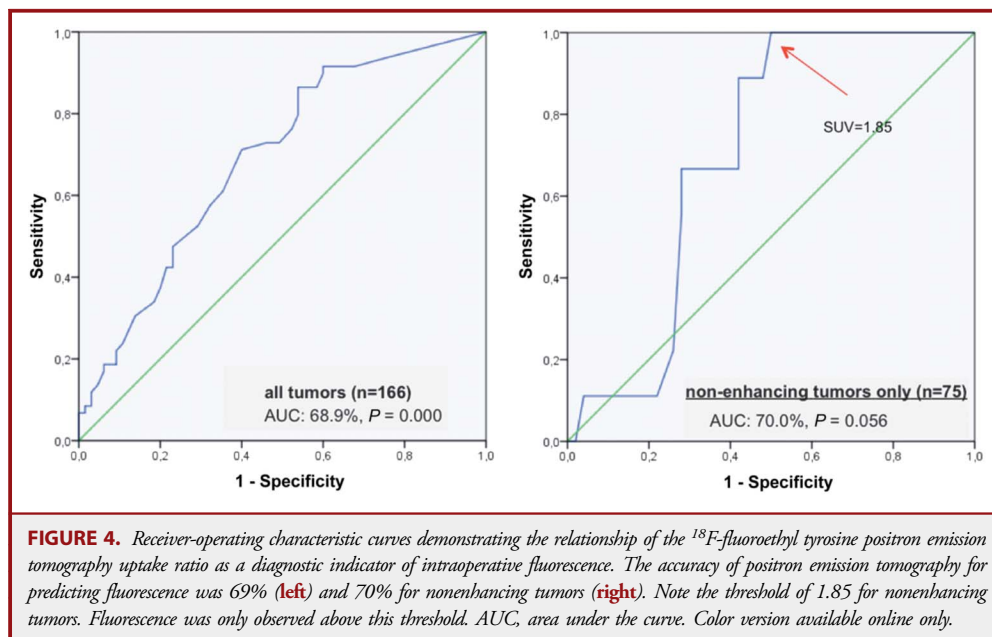 1,0
0,8
0,6
0,4
0,2
0,0
Sensitivity
all tumors (n=166)
AUC: 68.9%, P = 0.000
0,0 0,2 0,4 0,6 0,8 1,0
1 - Specificity
1,0
0,8
0,6
0,4
0,2
0,0
Sensitivity
SUV=1.85
non-enhancing tumors only (n=75)
AUC: 70.0%, P = 0.056
0,0 0,2 0,4 0,6 0,8 1,0
1 - Specificity
FIGURE 4. Receiver-operating characteristic curves demonstrating the relationship of the ¹⁸F-fluoroethyl tyrosine positron emission
tomography uptake ratio as a diagnostic indicator of intraoperative fluorescence. The accuracy of positron emission tomography for
predicting fluorescence was 69% (left) and 70% for nonenhancing tumors (right). Note the threshold of 1.85 for nonenhancing
tumors. Fluorescence was only observed above this threshold. AUC, area under the curve. Color version available online only.